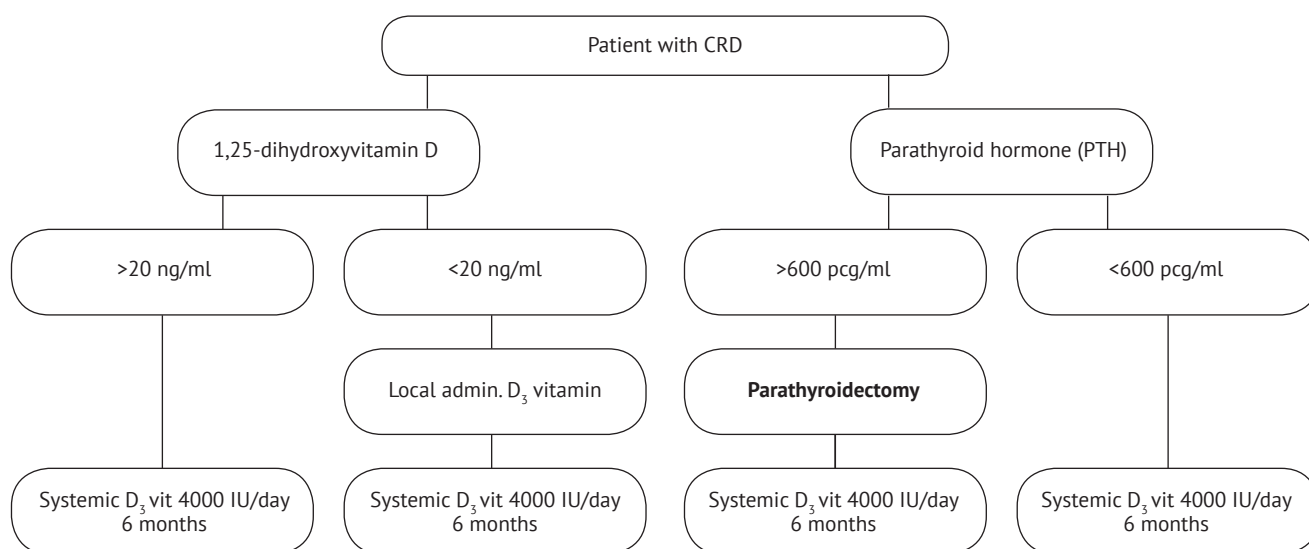 Patient with CRD
1,25-dihydroxyvitamin D
Parathyroid hormone (PTH)
>20 ng/ml
<20 ng/ml
>600 pcg/ml
<600 pcg/ml
Local admin. D₃ vitamin
Parathyroidectomy
Systemic D₃ vit 4000 IU/day
6 months
Systemic D₃ vit 4000 IU/day
6 months
Systemic D₃ vit 4000 IU/day
6 months
Systemic D₃ vit 4000 IU/day
6 months